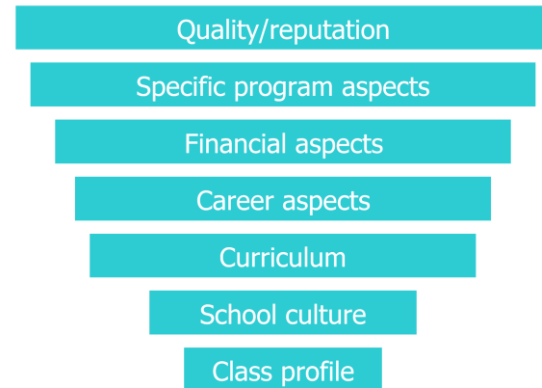 Quality/reputation
Specific program aspects
Financial aspects
Career aspects
Curriculum
School culture
Class profile